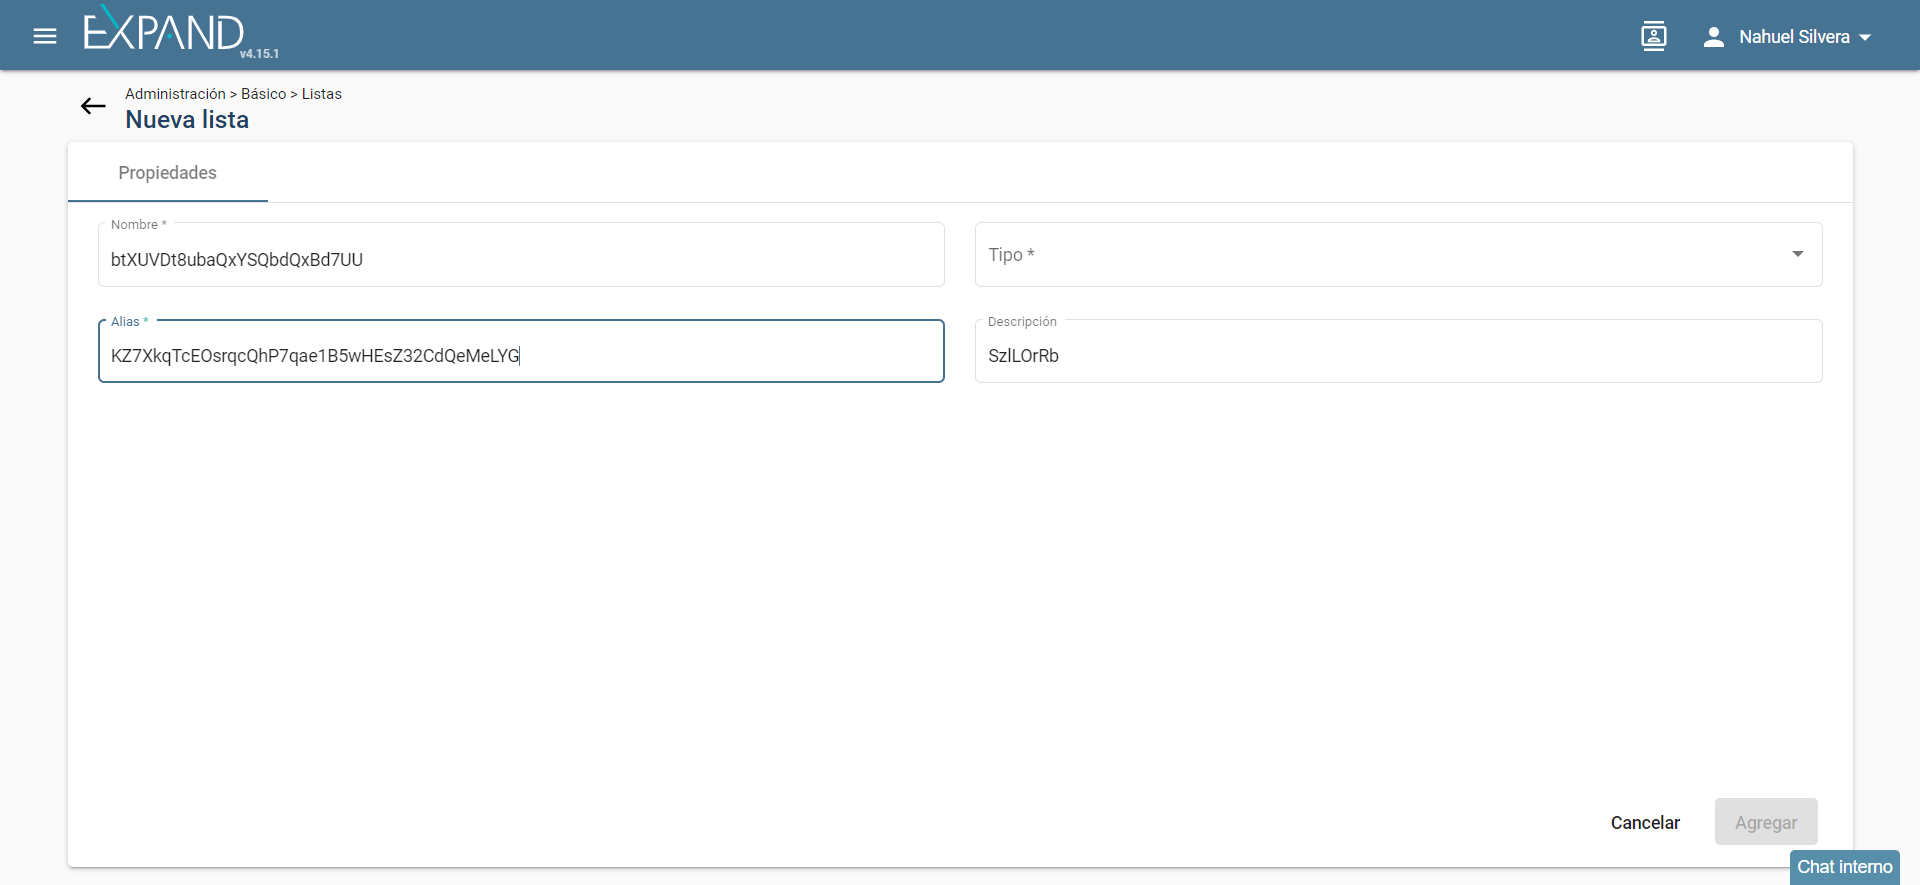 EXPAND
v4.15.1
Nahuel Silvera
Administración > Básico > Listas
Nueva lista
Propiedades
Nombre *
btXUVDt8ubaQxYSQbdQxBd7UU
Tipo *
Alias *
KZ7XkqTcEOsrqcQhP7qae1B5wHEsZ32CdQeMeLYG
Descripción
SzlLOrRb
Cancelar
Agregar
Chat interno